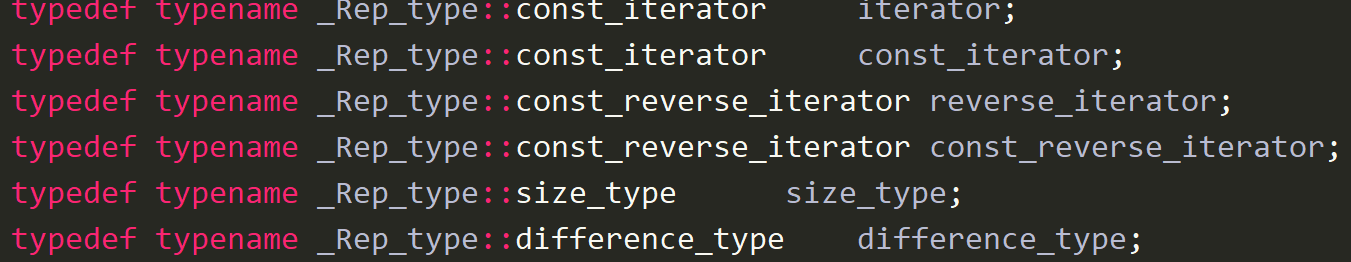 typedef typename _Rep_type::const_iterator     iterator;
typedef typename _Rep_type::const_iterator     const_iterator;
typedef typename _Rep_type::const_reverse_iterator reverse_iterator;
typedef typename _Rep_type::const_reverse_iterator const_reverse_iterator;
typedef typename _Rep_type::size_type      size_type;
typedef typename _Rep_type::difference_type    difference_type;